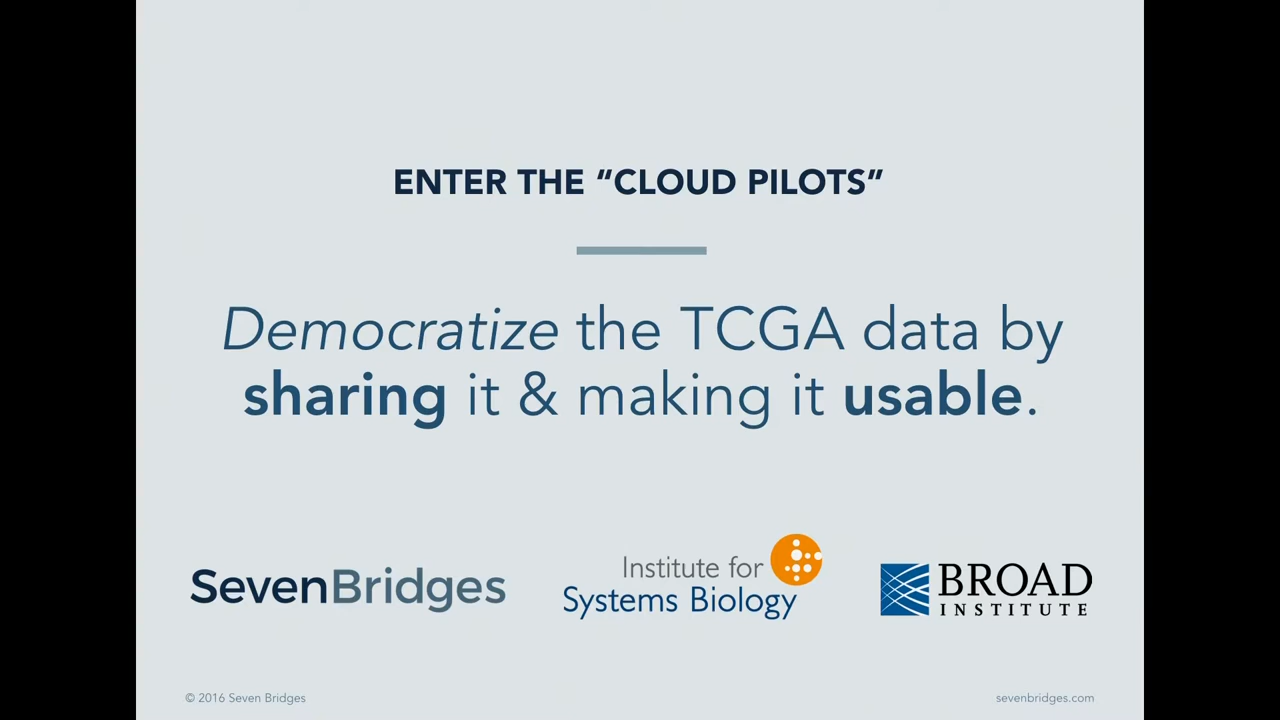 ENTER THE “CLOUD PILOTS”
Democratize the TCGA data by
sharing it & making it usable.
SevenBridges
Institute for
Systems Biology
BROAD
INSTITUTE
© 2016 Seven Bridges
sevenbridges.com